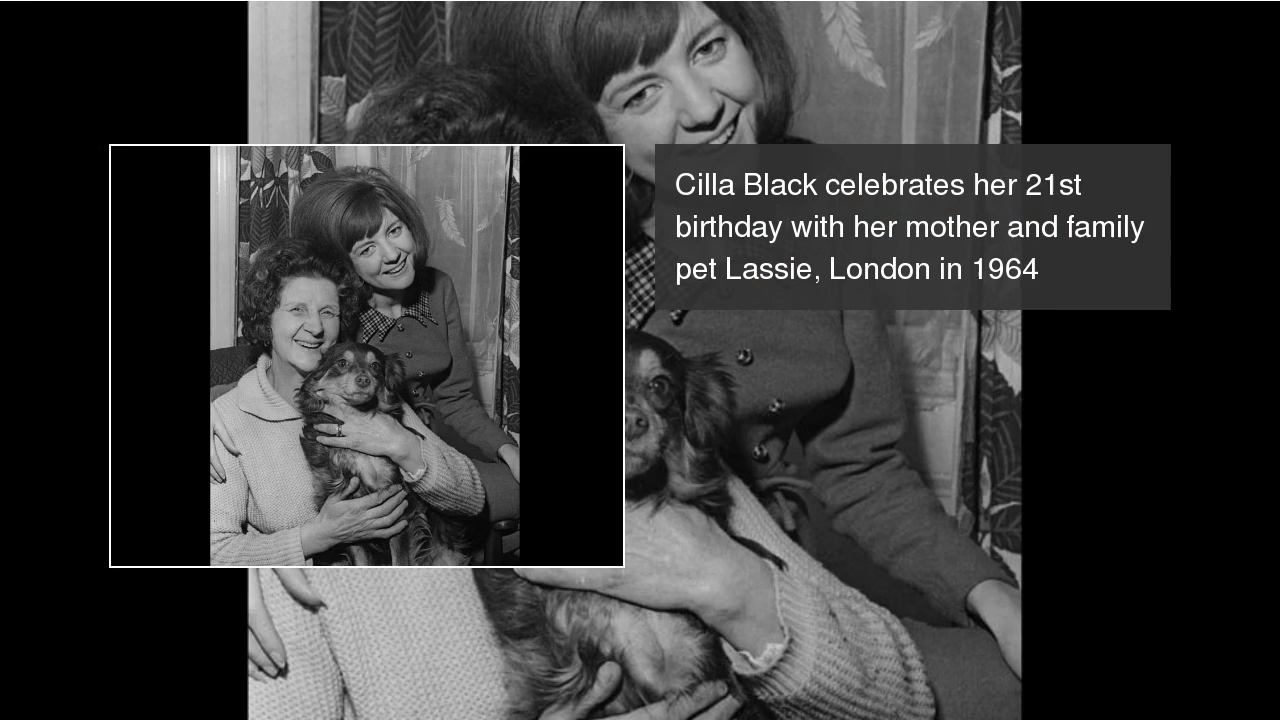 Cilla Black celebrates her 21st
birthday with her mother and family
pet Lassie, London in 1964